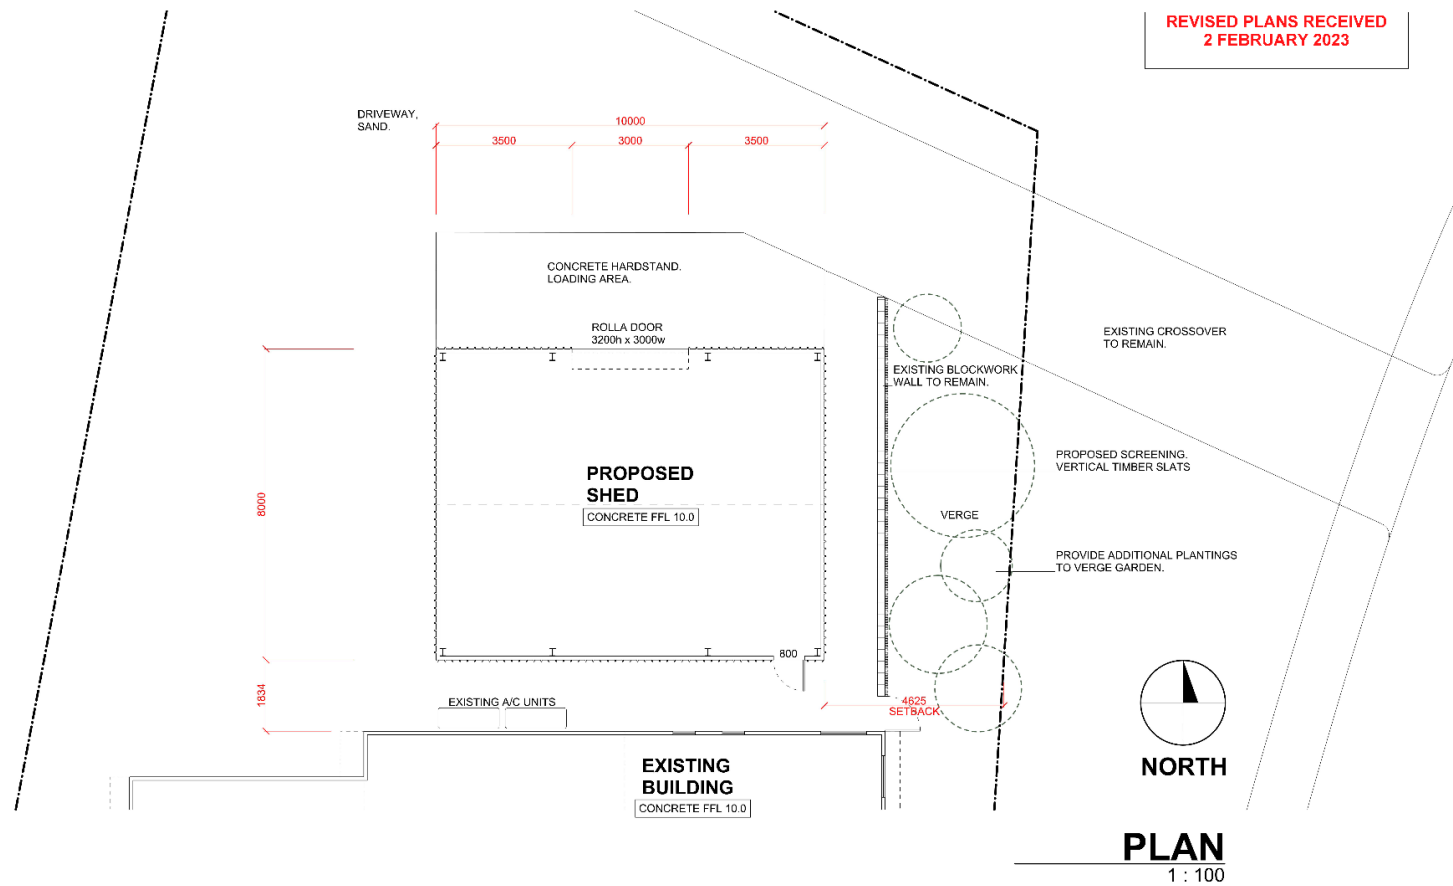 REVISED PLANS RECEIVED
2 FEBRUARY 2023
DRIVEWAY,
SAND.
10000
3500
3000
3500
CONCRETE HARDSTAND.
LOADING AREA.
ROLLA DOOR
3200h x 3000w
EXISTING CROSSOVER
TO REMAIN.
EXISTING BLOCKWORK
WALL TO REMAIN.
PROPOSED SCREENING.
VERTICAL TIMBER SLATS
PROPOSED
SHED
CONCRETE FFL 10.0
8000
VERGE
PROVIDE ADDITIONAL PLANTINGS
TO VERGE GARDEN.
800
1834
EXISTING A/C UNITS
4625
SETBACK
EXISTING
BUILDING
CONCRETE FFL 10.0
NORTH
PLAN
1 : 100